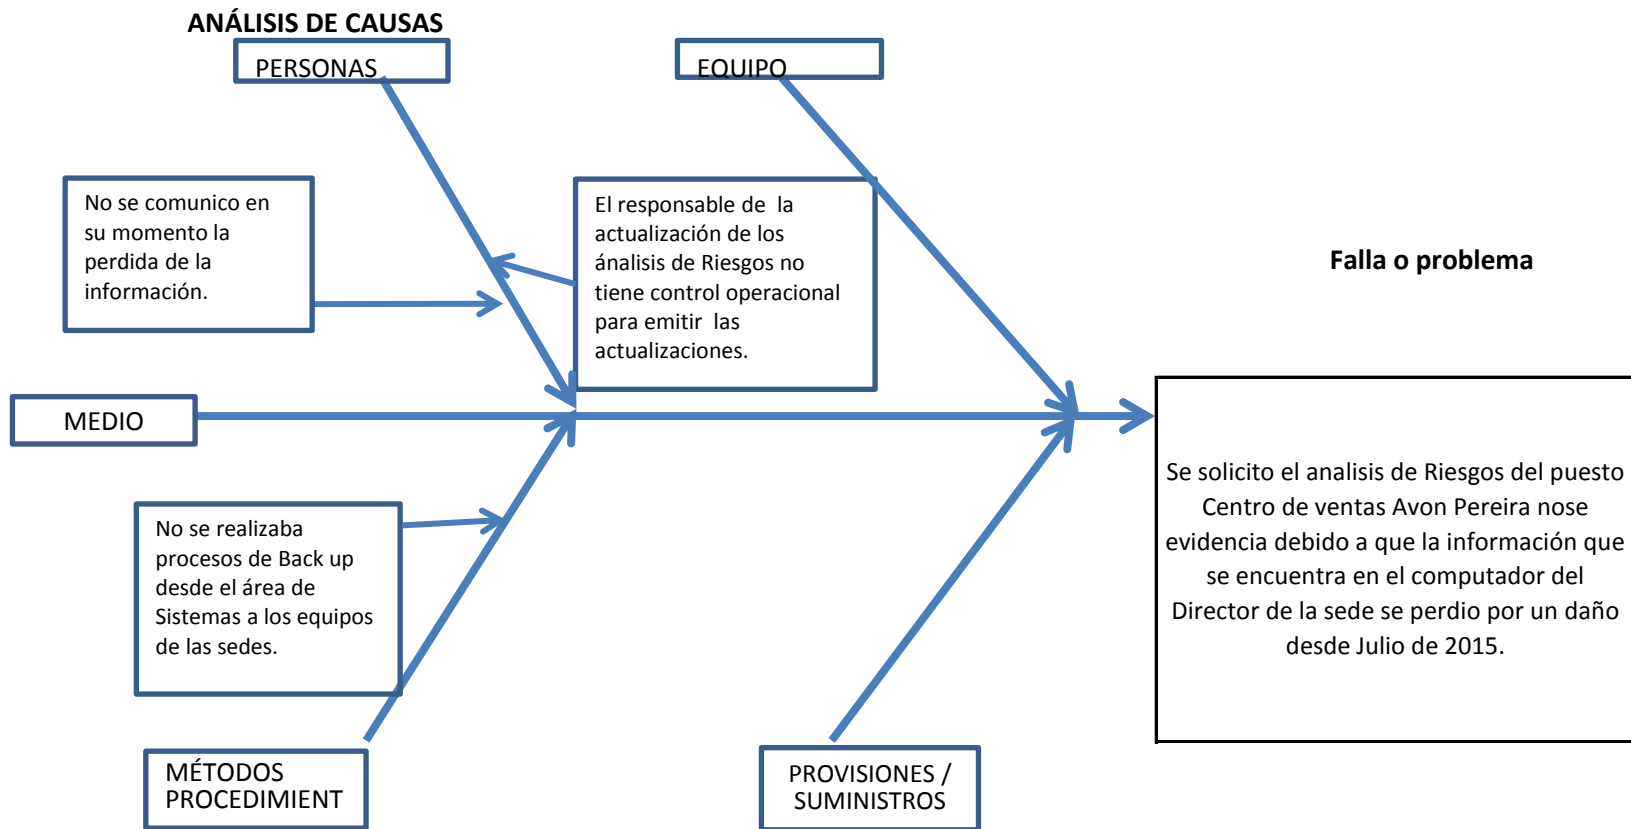 ANÁLISIS DE CAUSAS
PERSONAS
EQUIPO
No se comunico en
su momento la
perdida de la
información.
El responsable de la
actualización de los
ánalisis de Riesgos no
tiene control operacional
para emitir las
actualizaciones.
Falla o problema
MEDIO
Se solicito el analisis de Riesgos del puesto
Centro de ventas Avon Pereira nose
evidencia debido a que la información que
se encuentra en el computador del
Director de la sede se perdio por un daño
desde Julio de 2015.
No se realizaba
procesos de Back up
desde el área de
Sistemas a los equipos
de las sedes.
MÉTODOS
PROCEDIMIENT
PROVISIONES /
SUMINISTROS